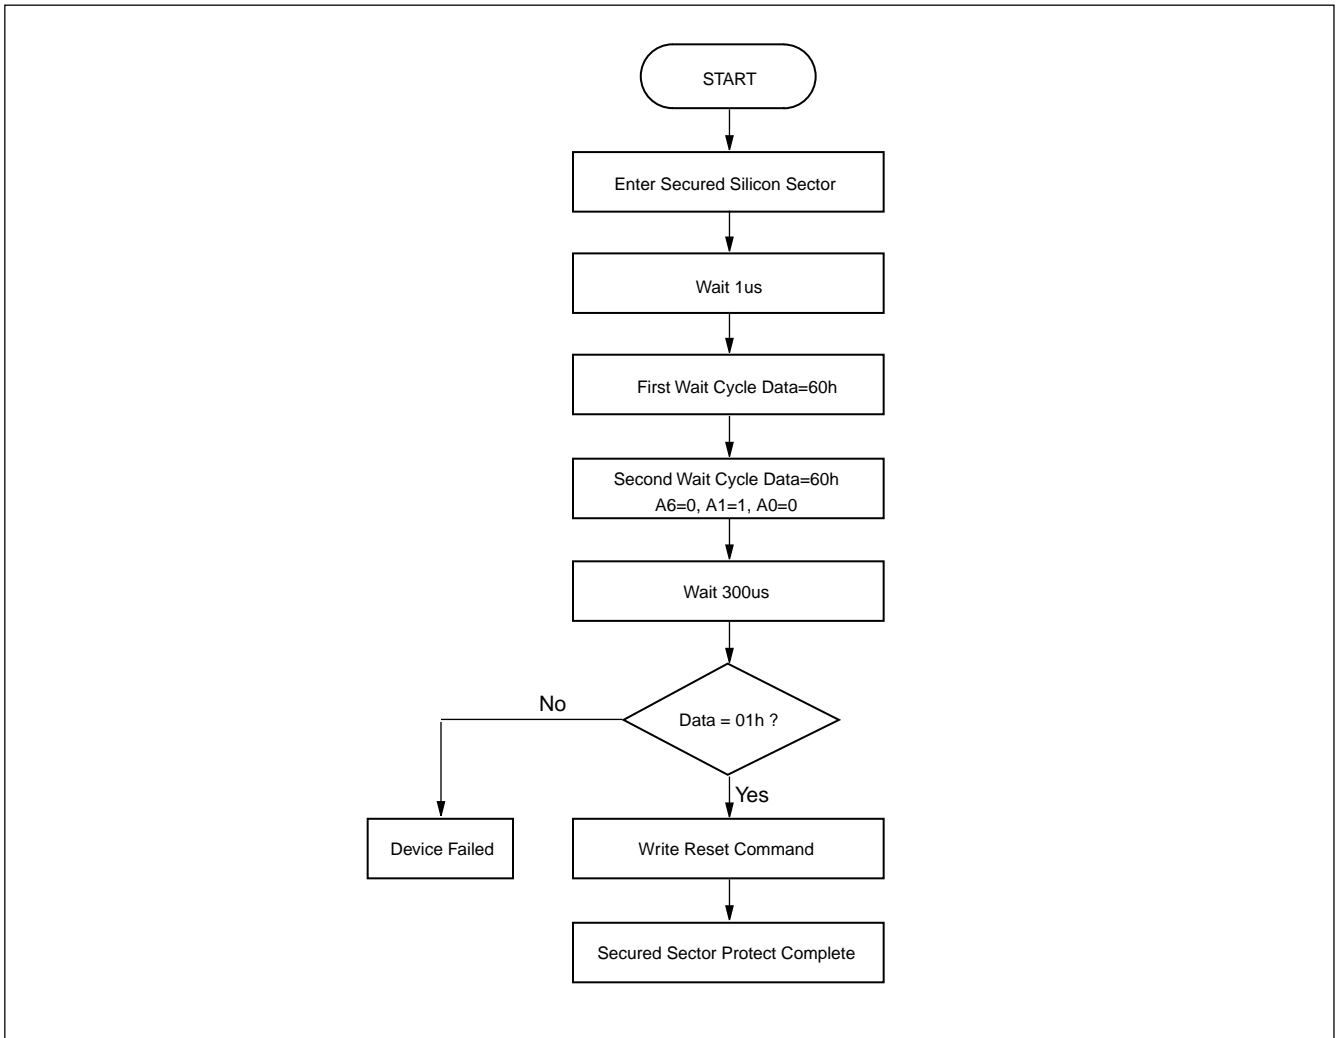 START
Enter Secured Silicon Sector
Wait 1us
First Wait Cycle Data=60h
Second Wait Cycle Data=60h
A6=0, A1=1, A0=0
Wait 300us
No
Data = 01h ?
Yes
Device Failed
Write Reset Command
Secured Sector Protect Complete